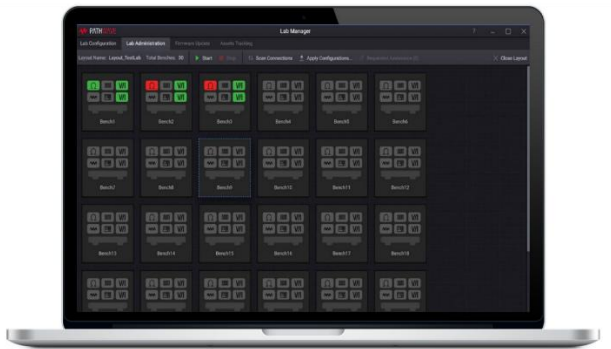 PATHWAVE
Lab Manager
Lab Configuration Lab Administration Firmware Update Assets Tracking
Layout Name: Layout_TestLab Total Benches: 30 Start Stop Scan Connections Apply Configurations... Close Layout
Bench1 Bench2 Bench3 Bench4 Bench5 Bench6
Bench7 Bench8 Bench9 Bench10 Bench11 Bench12
Bench13 Bench14 Bench15 Bench16 Bench17 Bench18